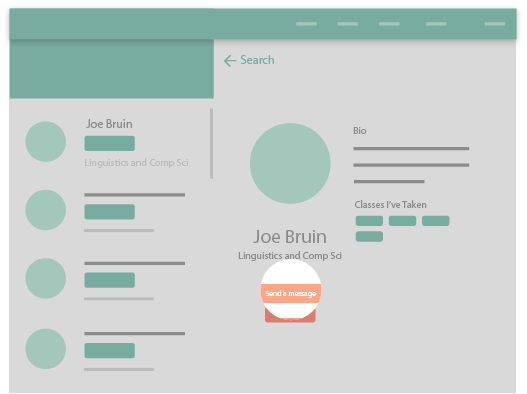 Search
Joe Bruin
Linguistics and Comp Sci
Bio
Classes I've Taken
Joe Bruin
Linguistics and Comp Sci
Send a message